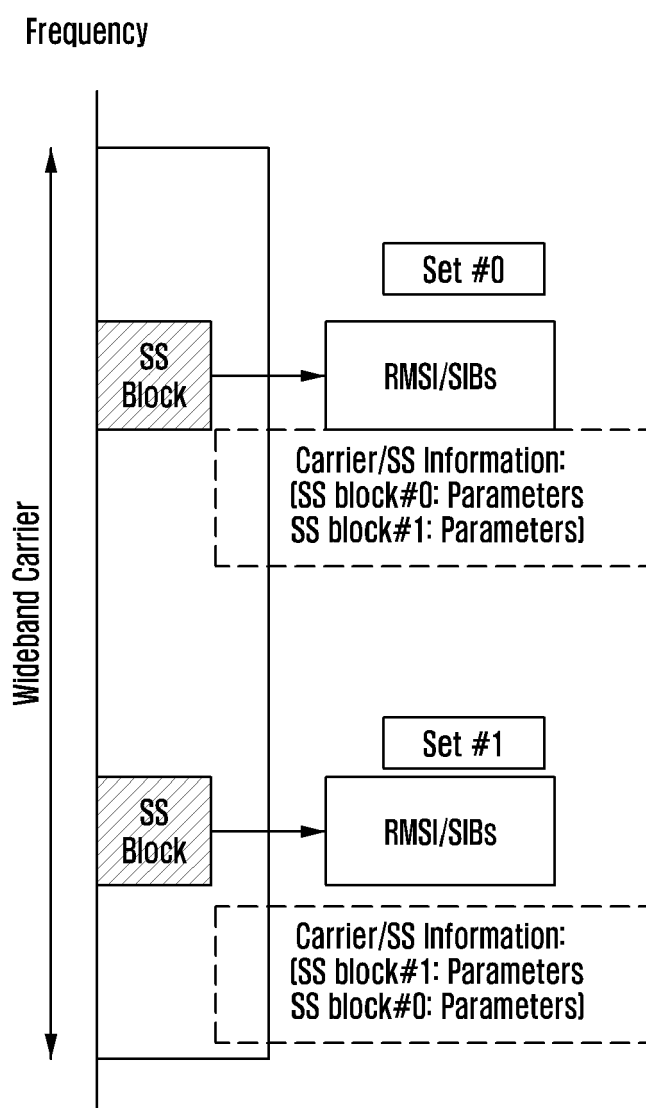 Frequency
Set #0
SS
Block
RMSI/SIBs
Carrier/SS Information:
(SS block#0: Parameters
SS block#1: Parameters)
Wideband Carrier
Set #1
SS
Block
RMSI/SIBs
Carrier/SS Information:
(SS block#1: Parameters
SS block#0: Parameters)